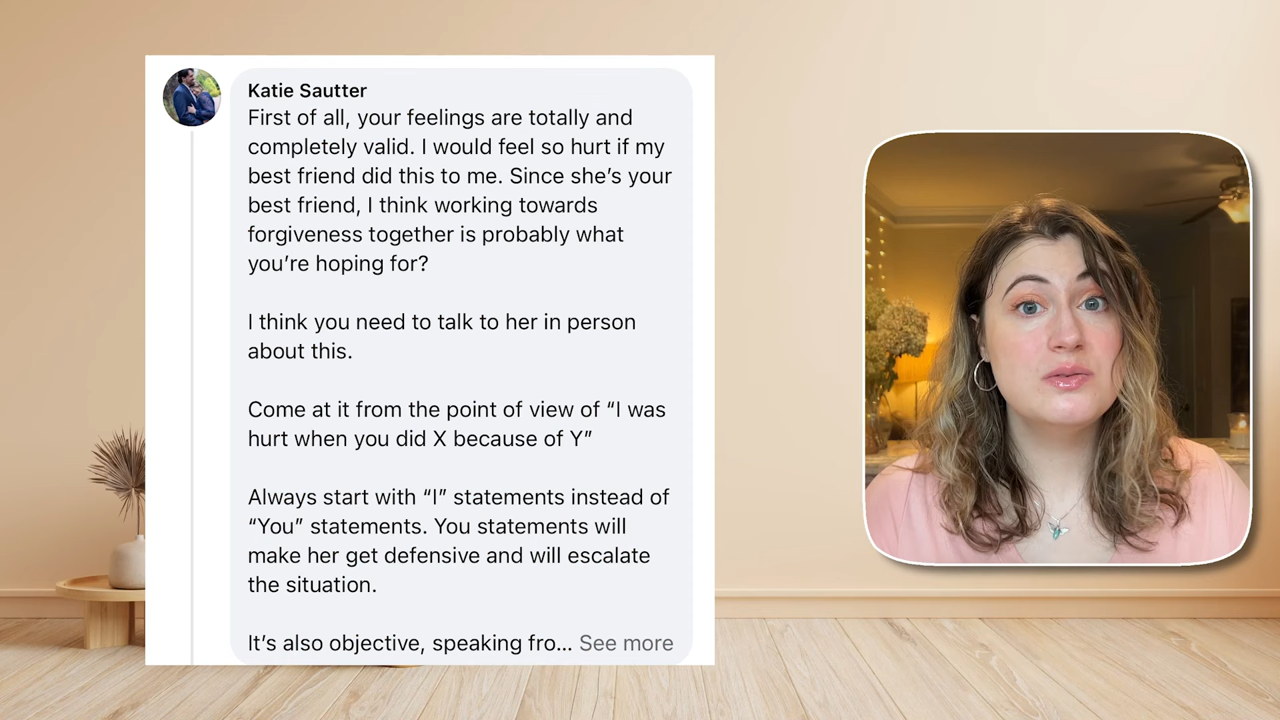 Katie Sautter
First of all, your feelings are totally and
completely valid. I would feel so hurt if my
best friend did this to me. Since she’s your
best friend, I think working towards
forgiveness together is probably what
you’re hoping for?
I think you need to talk to her in person
about this.
Come at it from the point of view of “I was
hurt when you did X because of Y”
Always start with “I” statements instead of
“You” statements. You statements will
make her get defensive and will escalate
the situation.
It’s also objective, speaking fro... See more